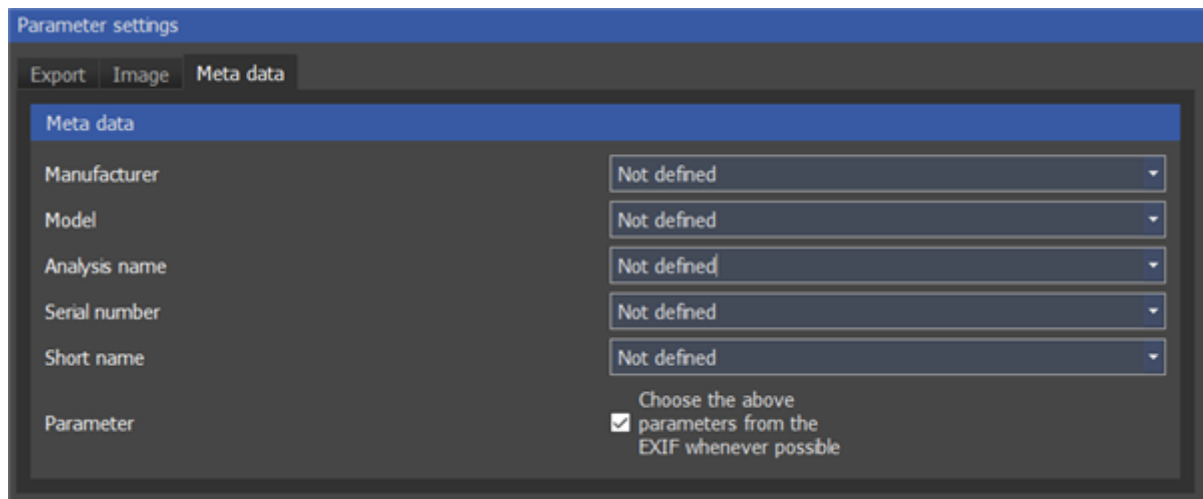 Parameter settings
Export Image Meta data
Meta data
Manufacturer Not defined
Model Not defined
Analysis name Not defined
Serial number Not defined
Short name Not defined
Parameter
Choose the above
parameters from the
EXIF whenever possible